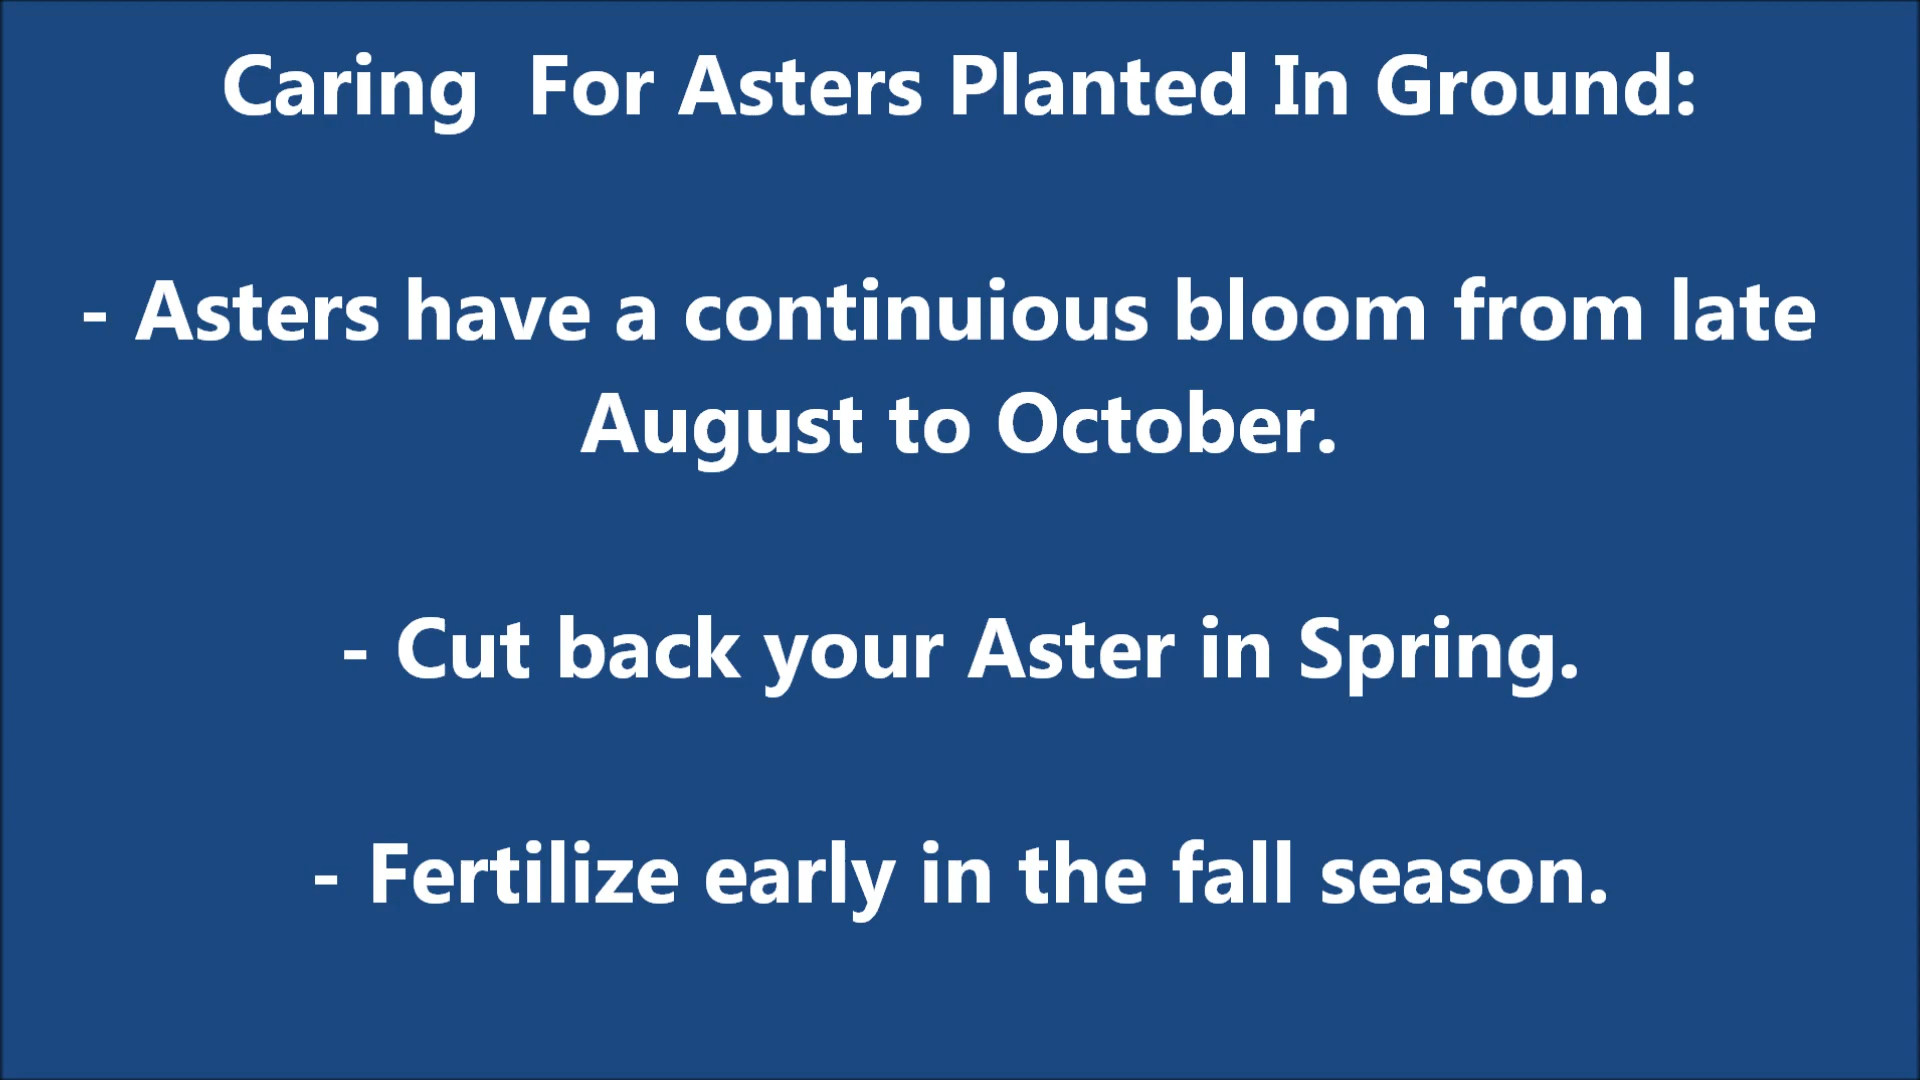 Caring  For Asters Planted In Ground:
- Asters have a continuious bloom from late
August to October.
- Cut back your Aster in Spring.
- Fertilize early in the fall season.